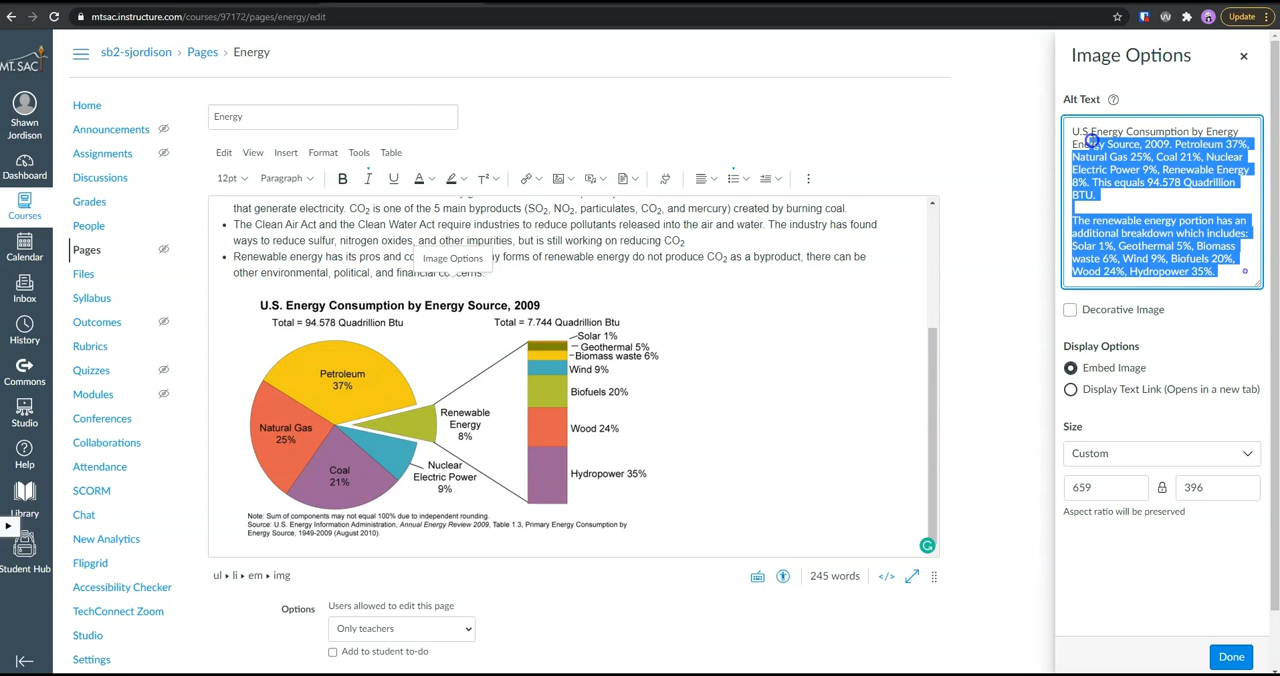 mtsac.instructure.com/courses/97172/pages/energy/edit
Update
MT. SAC
sb2-sjordison › Pages › Energy
Shawn
Jordison
Dashboard
Courses
Calendar
Inbox
History
Commons
Studio
Help
Library
Student Hub
Home
Announcements
Assignments
Discussions
Grades
People
Pages
Files
Syllabus
Outcomes
Rubrics
Quizzes
Modules
Conferences
Collaborations
Attendance
SCORM
Chat
New Analytics
Flipgrid
Accessibility Checker
TechConnect Zoom
Studio
Settings
Energy
Edit View Insert Format Tools Table
12pt Paragraph B I U A T²
that generate electricity. CO2 is one of the 5 main byproducts (SO2, NO2, particulates, CO2, and mercury) created by burning coal.
The Clean Air Act and the Clean Water Act require industries to reduce pollutants released into the air and water. The industry has found
ways to reduce sulfur, nitrogen oxides, and other impurities, but is still working on reducing CO2
Renewable energy has its pros and forms of renewable energy do not produce CO2 as a byproduct, there can be
other environmental, political, and financial concerns.
Image Options
U.S. Energy Consumption by Energy Source, 2009
Total = 94.578 Quadrillion Btu
Total = 7.744 Quadrillion Btu
Petroleum
37%
Natural Gas
25%
Coal
21%
Nuclear
Electric Power
9%
Renewable
Energy
8%
Solar 1%
Geothermal 5%
Biomass waste 6%
Wind 9%
Biofuels 20%
Wood 24%
Hydropower 35%
Note: Sum of components may not equal 100% due to independent rounding.
Source: U.S. Energy Information Administration, Annual Energy Review 2009, Table 1.3, Primary Energy Consumption by
Energy Source, 1949-2009 (August 2010).
ul ▸ li ▸ em ▸ img
245 words
</>
Options
Users allowed to edit this page
Only teachers
Add to student to-do
Image Options
Alt Text
U.S Energy Consumption by Energy
Energy Source, 2009. Petroleum 37%,
Natural Gas 25%, Coal 21%, Nuclear
Electric Power 9%, Renewable Energy
8%. This equals 94.578 Quadrillion
BTU.
The renewable energy portion has an
additional breakdown which includes:
Solar 1%, Geothermal 5%, Biomass
waste 6%, Wind 9%, Biofuels 20%,
Wood 24%, Hydropower 35%.
Decorative Image
Display Options
Embed Image
Display Text Link (Opens in a new tab)
Size
Custom
659
396
Aspect ratio will be preserved
Done